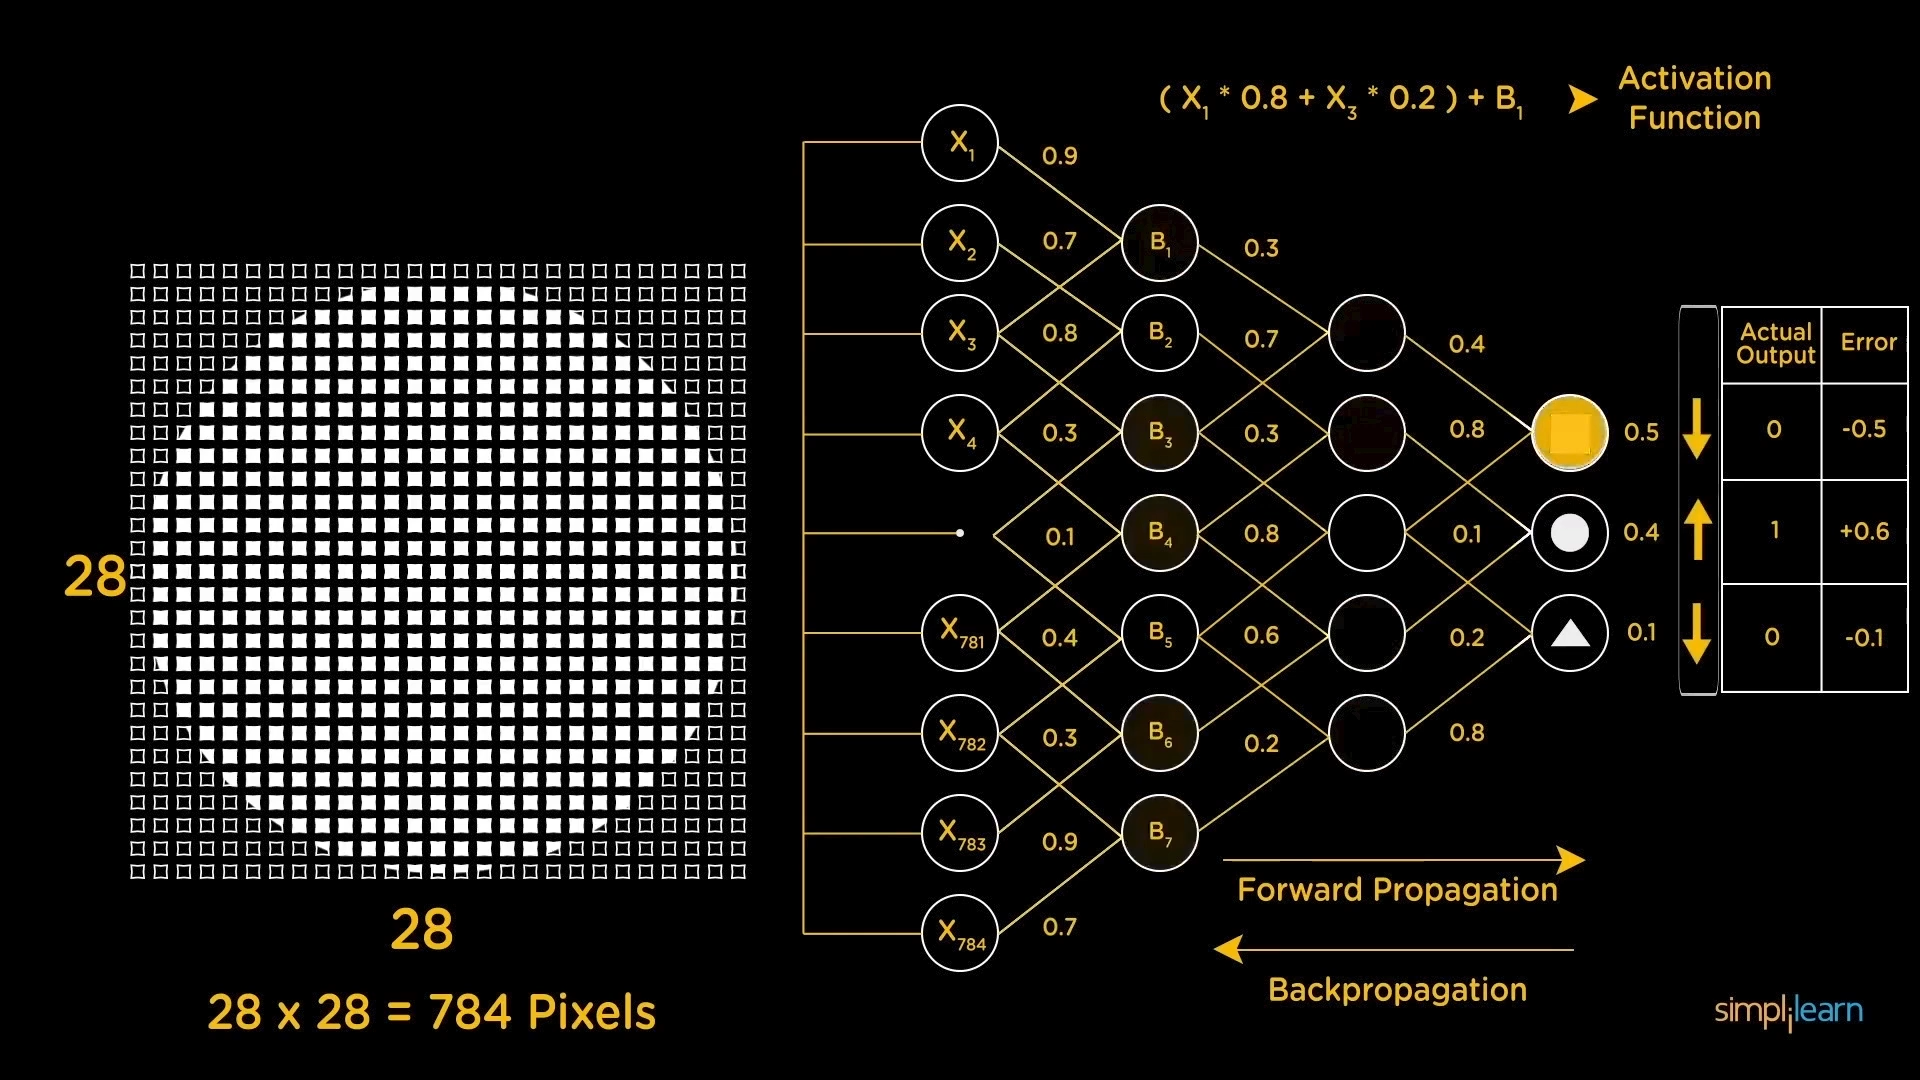 ( X1 * 0.8 + X3 * 0.2 ) + B1
Activation
Function
28
28
28 x 28 = 784 Pixels
X1
X2
X3
X4
X781
X782
X783
X784
0.9
0.7
0.8
0.3
0.1
0.4
0.3
0.9
0.7
B1
B2
B3
B4
B5
B6
B7
0.3
0.7
0.3
0.8
0.6
0.2
0.4
0.8
0.1
0.2
0.8
0.5
0.4
0.1
Actual Output Error
0 -0.5
1 +0.6
0 -0.1
Forward Propagation
Backpropagation
simplilearn